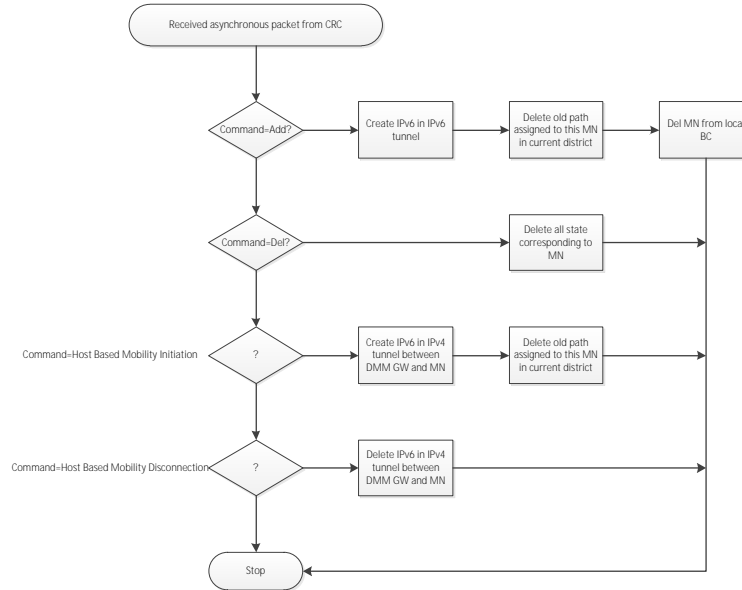 Received asynchronous packet from CRC
Command=Add?
Create IPv6 in IPv6
tunnel
Delete old path
assigned to this MN
in current district
Del MN from loca
BC
Command=Del?
Delete all state
corresponding to
MN
Command=Host Based Mobility Initiation
?
Create IPv6 in IPv4
tunnel between
DMM GW and MN
Delete old path
assigned to this MN
in current district
Command=Host Based Mobility Disconnection
?
Delete IPv6 in IPv4
tunnel between
DMM GW and MN
Stop